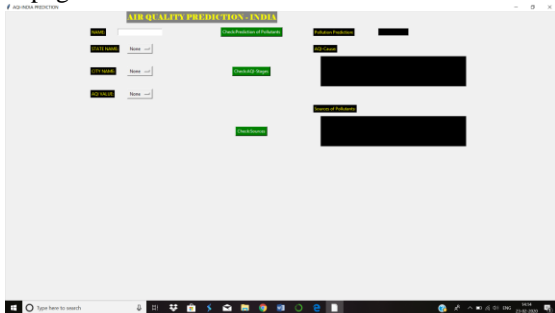 AQI-INDIA PREDICTION
AIR QUALITY PREDICTION - INDIA
NAME:
Check-Prediction of Pollutants
Pollution Prediction
STATE NAME:
None
AQI-Cause
CITY NAME:
None
Check-AQI-Stages
AQI VALUE:
None
Sources of Pollutants
Check-Sources
Type here to search
ENG